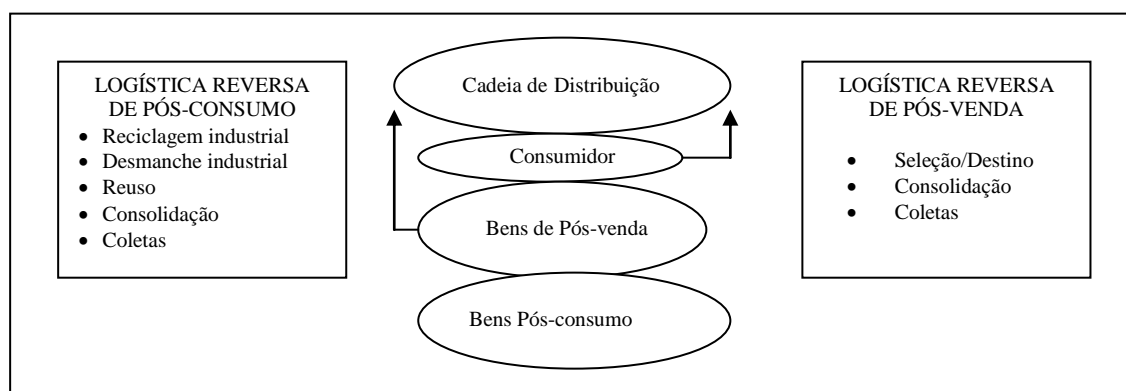 LOGÍSTICA REVERSA
DE PÓS-CONSUMO
• Reciclagem industrial
• Desmanche industrial
• Reuso
• Consolidação
• Coletas
Cadeia de Distribuição
Consumidor
Bens de Pós-venda
Bens Pós-consumo
LOGÍSTICA REVERSA
DE PÓS-VENDA
• Seleção/Destino
• Consolidação
• Coletas